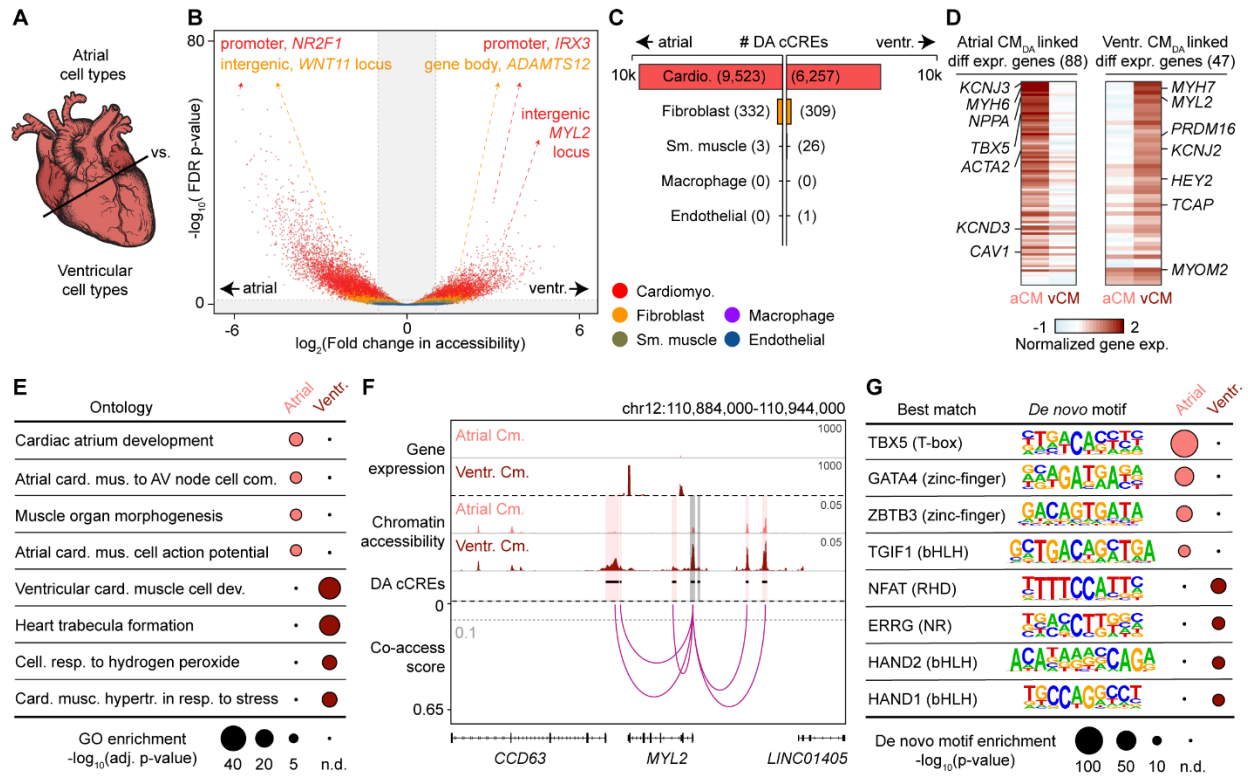 A
Atrial
cell types
vs.
Ventricular
cell types
B
80
promoter, NR2F1
intergenic, WNT11 locus
promoter, IRX3
gene body, ADAMTS12
intergenic
MYL2
locus
-log10( FDR p-value)
0
atrial
ventr.
-6
0
6
log2(Fold change in accessibility)
C
atrial
# DA cCREs
ventr.
10k
Cardio. (9,523)
(6,257)
10k
Fibroblast (332)
(309)
Sm. muscle (3)
(26)
Macrophage (0)
(0)
Endothelial (0)
(1)
Cardiomyo.
Fibroblast
Macrophage
Sm. muscle
Endothelial
D
Atrial CMDA linked
diff expr. genes (88)
Ventr. CMDA linked
diff expr. genes (47)
KCNJ3
MYH6
NPPA
TBX5
ACTA2
KCND3
CAV1
MYH7
MYL2
PRDM16
KCNJ2
HEY2
TCAP
MYOM2
aCM vCM
aCM vCM
-1
2
Normalized gene exp.
E
Ontology
Atrial
Ventr.
Cardiac atrium development
Atrial card. mus. to AV node cell com.
Muscle organ morphogenesis
Atrial card. mus. cell action potential
Ventricular card. muscle cell dev.
Heart trabecula formation
Cell. resp. to hydrogen peroxide
Card. musc. hypertr. in resp. to stress
GO enrichment
-log10(adj. p-value)
40 20 5 n.d.
F
chr12:110,884,000-110,944,000
Gene
expression
Atrial Cm.
1000
Ventr. Cm.
1000
Chromatin
accessibility
Atrial Cm.
0.05
Ventr. Cm.
0.05
DA cCREs
0
0.1
Co-access
score
0.65
CCD63
MYL2
LINC01405
G
Best match
De novo motif
Atrial
Ventr.
TBX5 (T-box)
GATA4 (zinc-finger)
ZBTB3 (zinc-finger)
TGIF1 (bHLH)
NFAT (RHD)
ERRG (NR)
HAND2 (bHLH)
HAND1 (bHLH)
De novo motif enrichment
-log10(p-value)
100 50 10 n.d.